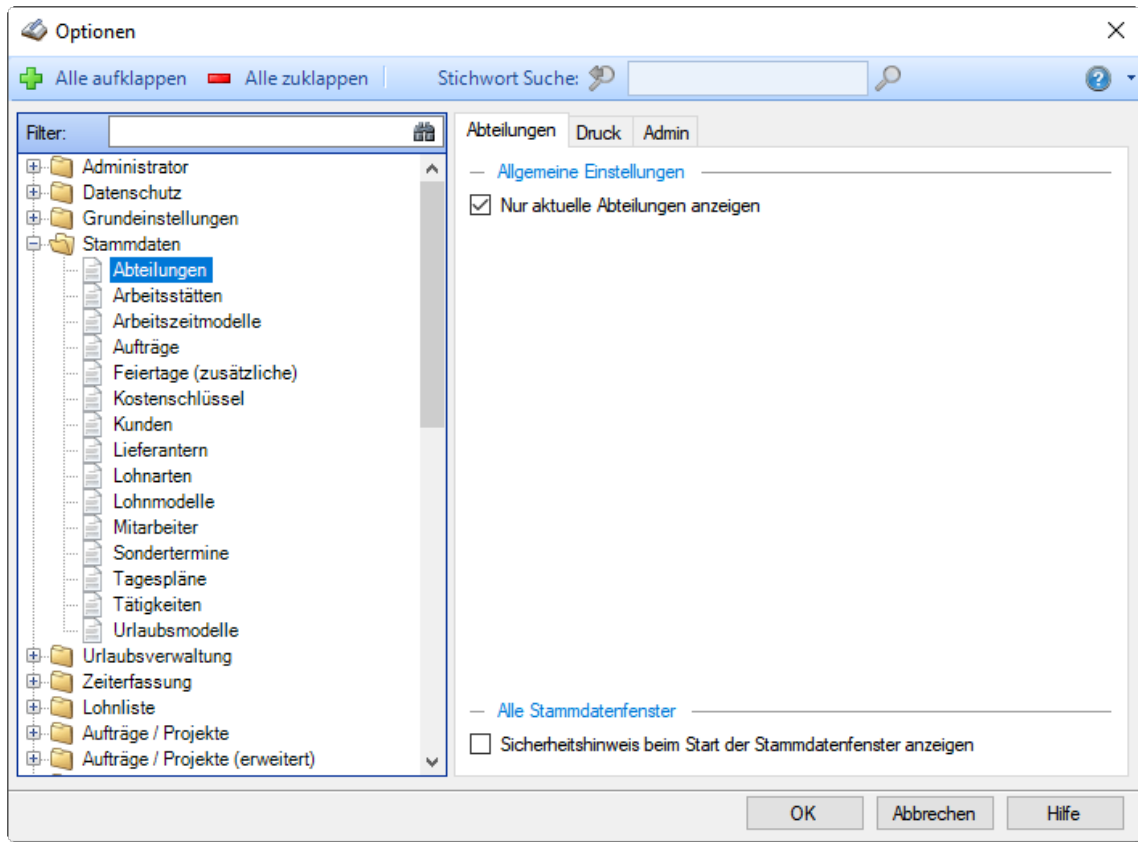 Optionen
Alle aufklappen Alle zuklappen Stichwort Suche:
Filter:
Administrator
Datenschutz
Grundeinstellungen
Stammdaten
Abteilungen
Arbeitsstätten
Arbeitszeitmodelle
Aufträge
Feiertage (zusätzliche)
Kostenschlüssel
Kunden
Lieferantern
Lohnarten
Lohnmodelle
Mitarbeiter
Sondertermine
Tagespläne
Tätigkeiten
Urlaubsmodelle
Urlaubsverwaltung
Zeiterfassung
Lohnliste
Aufträge / Projekte
Aufträge / Projekte (erweitert)
Abteilungen Druck Admin
Allgemeine Einstellungen
Nur aktuelle Abteilungen anzeigen
Alle Stammdatenfenster
Sicherheitshinweis beim Start der Stammdatenfenster anzeigen
OK Abbrechen Hilfe